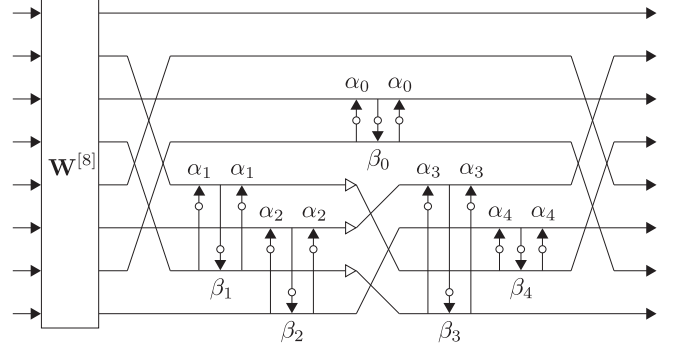 α₀ α₀
β₀
W^[8]
α₁ α₁ α₃ α₃
α₂ α₂ α₄ α₄
β₁ β₄
β₂ β₃